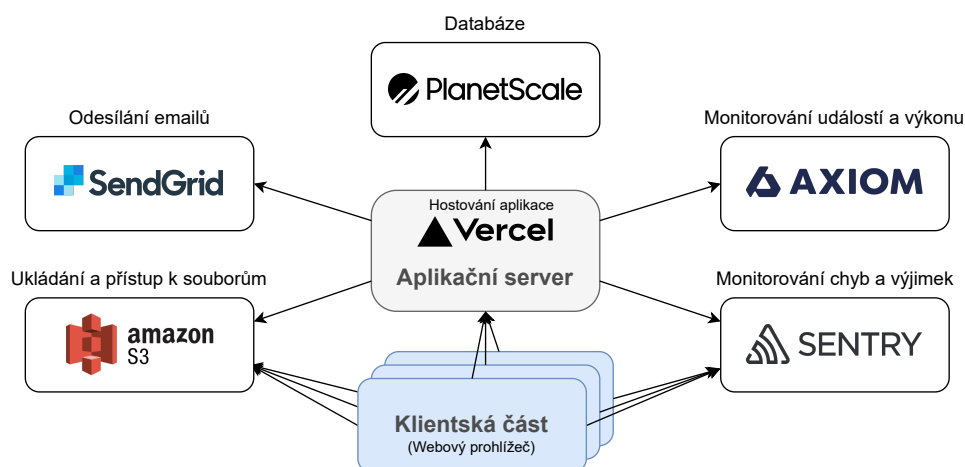 Databáze
PlanetScale
Odesílání emailů
SendGrid
Monitorování událostí a výkonu
AXIOM
Hostování aplikace
Vercel
Aplikační server
Ukládání a přístup k souborům
amazon
S3
Monitorování chyb a výjimek
SENTRY
Klientská část
(Webový prohlížeč)